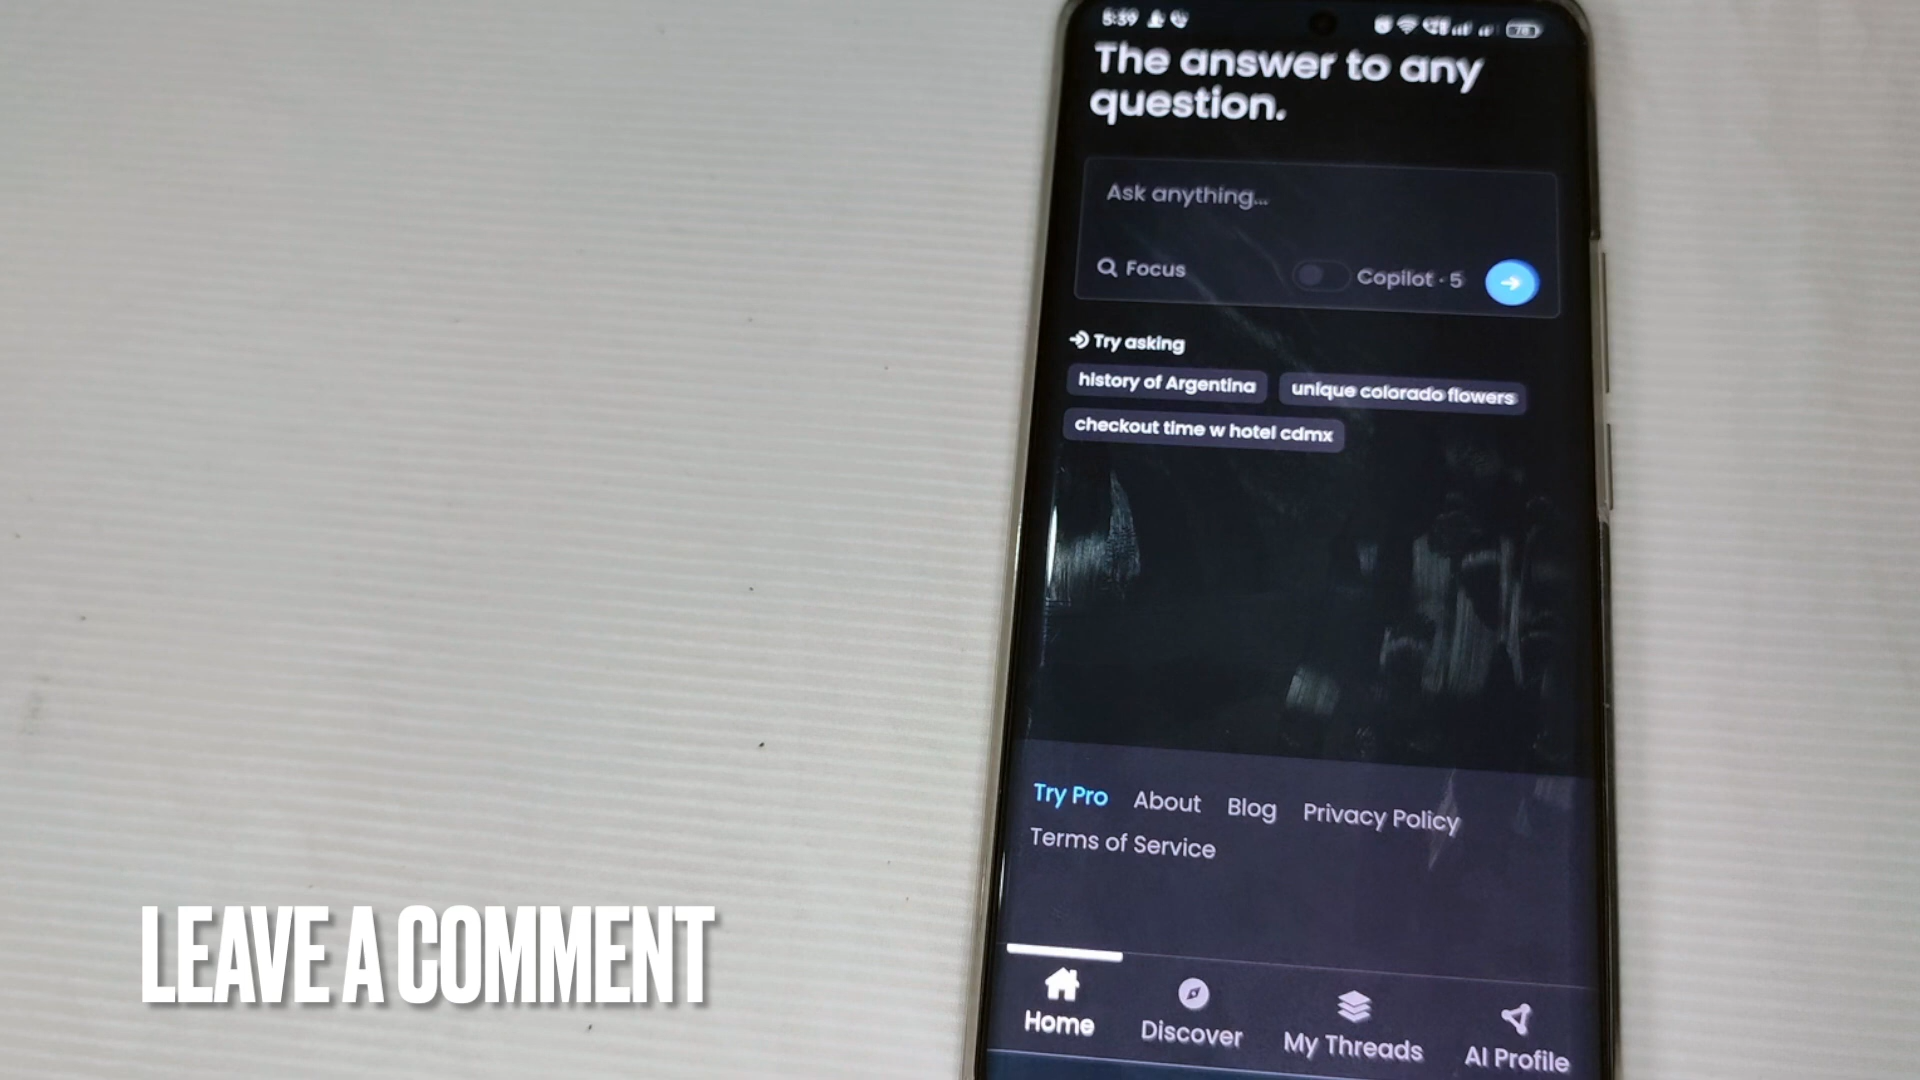 5:39
78
The answer to any
question.
Ask anything...
Focus
Copilot · 5
Try asking
history of Argentina
unique colorado flowers
checkout time w hotel cdmx
Try Pro
About
Blog
Privacy Policy
Terms of Service
LEAVE A COMMENT
Home
Discover
My Threads
AI Profile